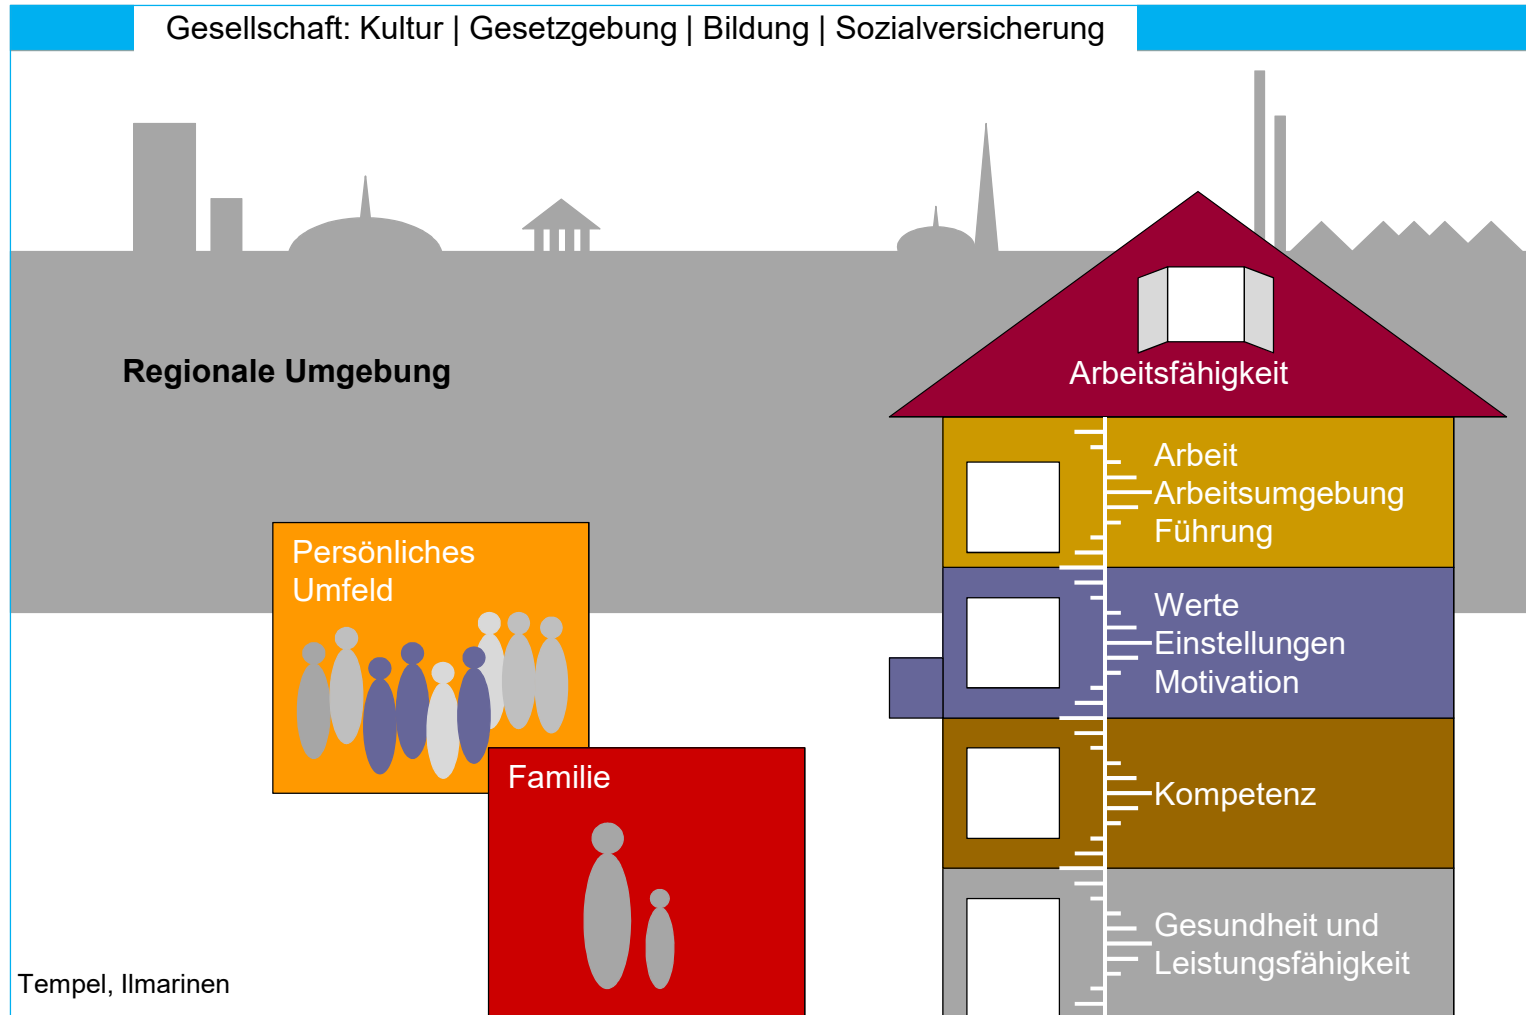 Gesellschaft: Kultur | Gesetzgebung | Bildung | Sozialversicherung
Regionale Umgebung
Arbeitsfähigkeit
Arbeit
Arbeitsumgebung
Führung
Persönliches
Umfeld
Werte
Einstellungen
Motivation
Familie
Kompetenz
Gesundheit und
Leistungsfähigkeit
Tempel, Ilmarinen